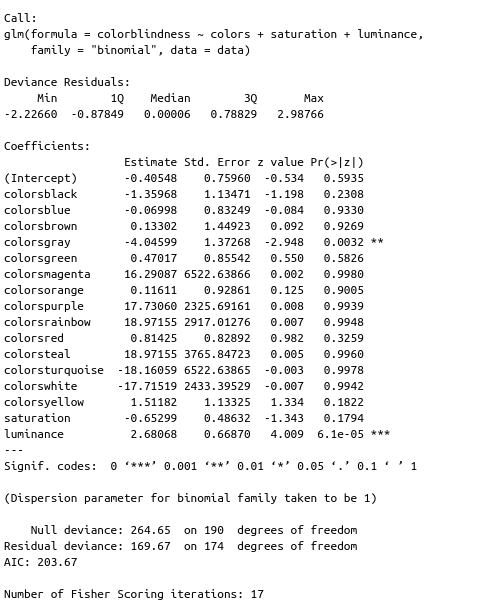 Call:
glm(formula = colorblindness ~ colors + saturation + luminance,
    family = "binomial", data = data)

Deviance Residuals:
     Min        1Q    Median        3Q       Max
-2.22660  -0.87849   0.00006   0.78829   2.98766

Coefficients:
                  Estimate Std. Error z value Pr(>|z|)
(Intercept)       -0.40548    0.75960  -0.534   0.5935
colorsblack       -1.35968    1.13471  -1.198   0.2308
colorsblue        -0.06998    0.83249  -0.084   0.9330
colorsbrown        0.13302    1.44923   0.092   0.9269
colorsgray        -4.04599    1.37268  -2.948   0.0032 **
colorsgreen        0.47017    0.85542   0.550   0.5826
colorsmagenta     16.29087 6522.63866   0.002   0.9980
colorsorange       0.11611    0.92861   0.125   0.9005
colorspurple      17.73060 2325.69161   0.008   0.9939
colorsrainbow     18.97155 2917.01276   0.007   0.9948
colorsred          0.81425    0.82892   0.982   0.3259
colorsteal        18.97155 3765.84723   0.005   0.9960
colorsturquoise  -18.16059 6522.63865  -0.003   0.9978
colorswhite      -17.71519 2433.39529  -0.007   0.9942
colorsyellow       1.51182    1.13325   1.334   0.1822
saturation        -0.65299    0.48632  -1.343   0.1794
luminance          2.68068    0.66870   4.009  6.1e-05 ***
---
Signif. codes:  0 ‘***’ 0.001 ‘**’ 0.01 ‘*’ 0.05 ‘.’ 0.1 ‘ ’ 1

(Dispersion parameter for binomial family taken to be 1)

    Null deviance: 264.65  on 190  degrees of freedom
Residual deviance: 169.67  on 174  degrees of freedom
AIC: 203.67

Number of Fisher Scoring iterations: 17